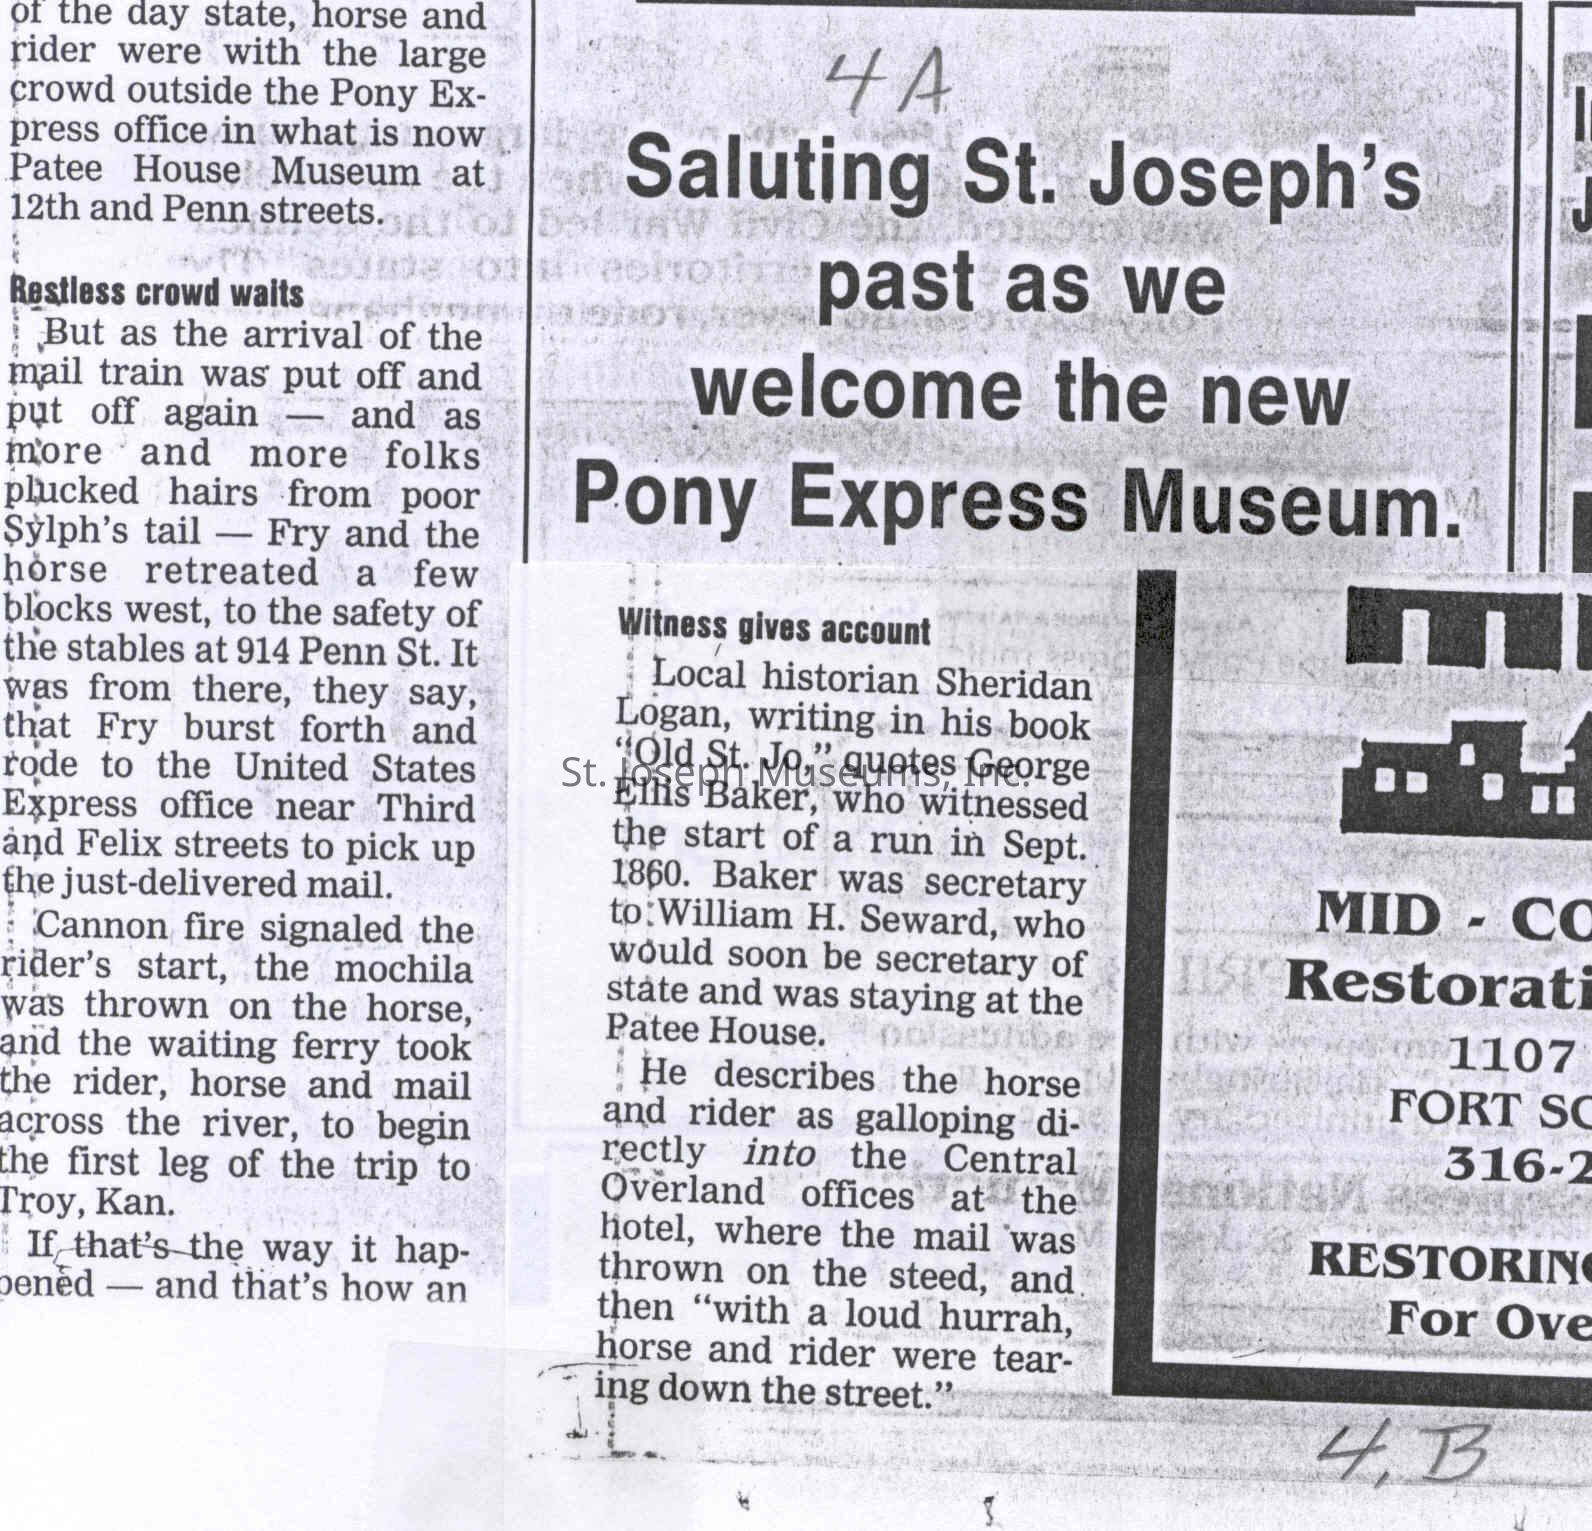 of the day state, horse and
rider were with the large
crowd outside the Pony Ex-
press office in what is now
Patee House Museum at
12th and Penn streets.
Restless crowd waits
But as the arrival of the
mail train was put off and
put off again — and as
more and more folks
plucked hairs from poor
Sylph's tail — Fry and the
horse retreated a few
blocks west, to the safety of
the stables at 914 Penn St. It
was from there, they say,
that Fry burst forth and
rode to the United States
Express office near Third
and Felix streets to pick up
the just-delivered mail.
Cannon fire signaled the
rider's start, the mochila
was thrown on the horse,
and the waiting ferry took
the rider, horse and mail
across the river, to begin
the first leg of the trip to
Troy, Kan.
If that's the way it hap-
pened — and that's how an
4A
Saluting St. Joseph's
past as we
welcome the new
Pony Express Museum.
Witness gives account
Local historian Sheridan
Logan, writing in his book
"Old St. Jo," quotes George
Ellis Baker, who witnessed
the start of a run in Sept.
1860. Baker was secretary
to William H. Seward, who
would soon be secretary of
state and was staying at the
Patee House.
He describes the horse
and rider as galloping di-
rectly into the Central
Overland offices at the
hotel, where the mail was
thrown on the steed, and
then "with a loud hurrah,
horse and rider were tear-
ing down the street."
St. Joseph Museums, Inc.
MID - CO
Restorati
1107
FORT SC
316-2
RESTORING
For Ove
4, B